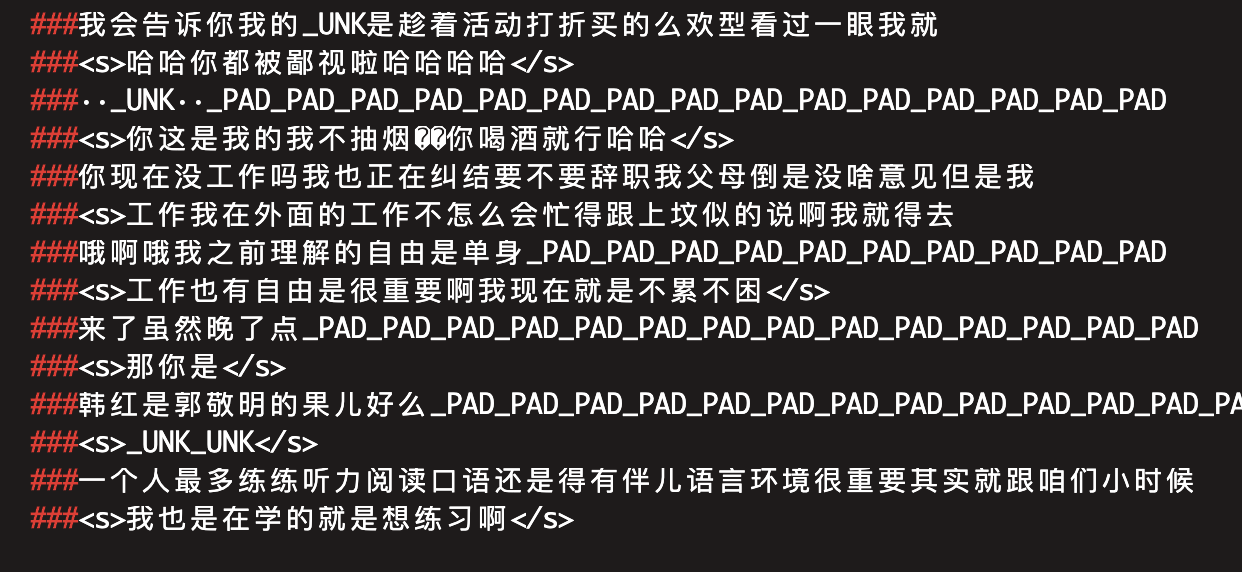 ###我会告诉你我的_UNK是趁着活动打折买的么欢型看过一眼我就
###<s>哈哈你都被鄙视啦哈哈哈哈</s>
###··_UNK··_PAD_PAD_PAD_PAD_PAD_PAD_PAD_PAD_PAD_PAD_PAD_PAD_PAD_PAD_PAD
###<s>你这是我的我不抽烟��你喝酒就行哈哈</s>
###你现在没工作吗我也正在纠结要不要辞职我父母倒是没啥意见但是我
###<s>工作我在外面的工作不怎么会忙得跟上坟似的说啊我就得去
###哦啊哦我之前理解的自由是单身_PAD_PAD_PAD_PAD_PAD_PAD_PAD_PAD_PAD_PAD
###<s>工作也有自由是很重要啊我现在就是不累不困</s>
###来了虽然晚了点_PAD_PAD_PAD_PAD_PAD_PAD_PAD_PAD_PAD_PAD_PAD_PAD_PAD_PAD
###<s>那你是</s>
###韩红是郭敬明的果儿好么_PAD_PAD_PAD_PAD_PAD_PAD_PAD_PAD_PAD_PAD_PAD_PAD_PA
###<s>_UNK_UNK</s>
###一个人最多练练听力阅读口语还是得有伴儿语言环境很重要其实就跟咱们小时候
###<s>我也是在学的就是想练习啊</s>